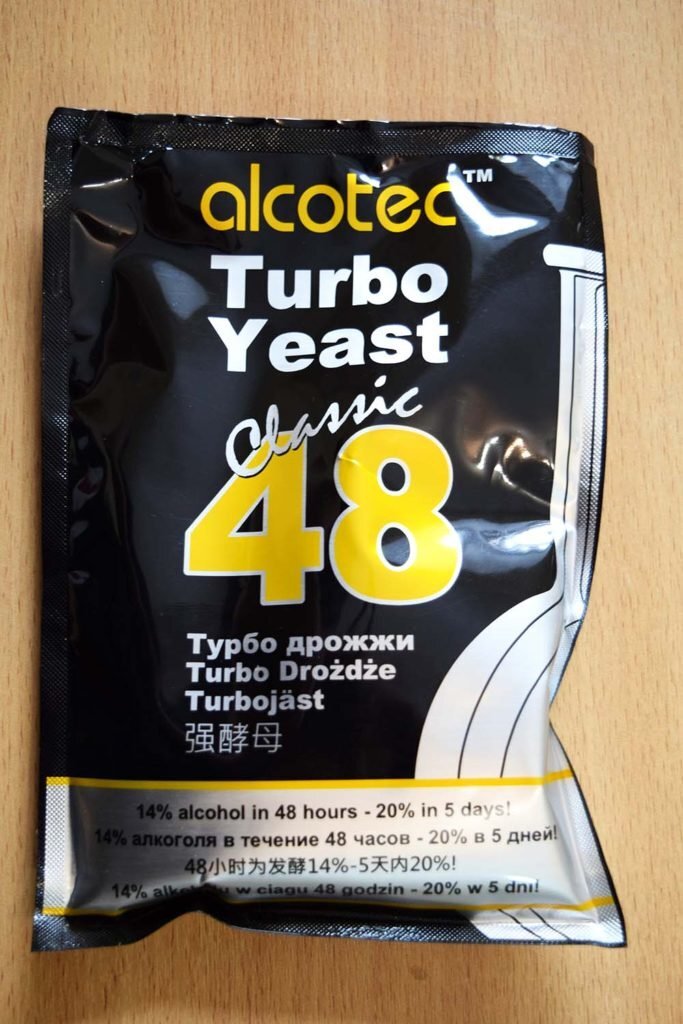 alcotec™
Turbo
Yeast
Classic
48
Турбо дрожжи
Turbo Drożdże
Turbojäst
强酵母
14% alcohol in 48 hours - 20% in 5 days!
14% алкоголя в течение 48 часов - 20% в 5 дней!
48小时为发酵14%-5天内20%!
14% alkoholu w ciągu 48 godzin - 20% w 5 dni!